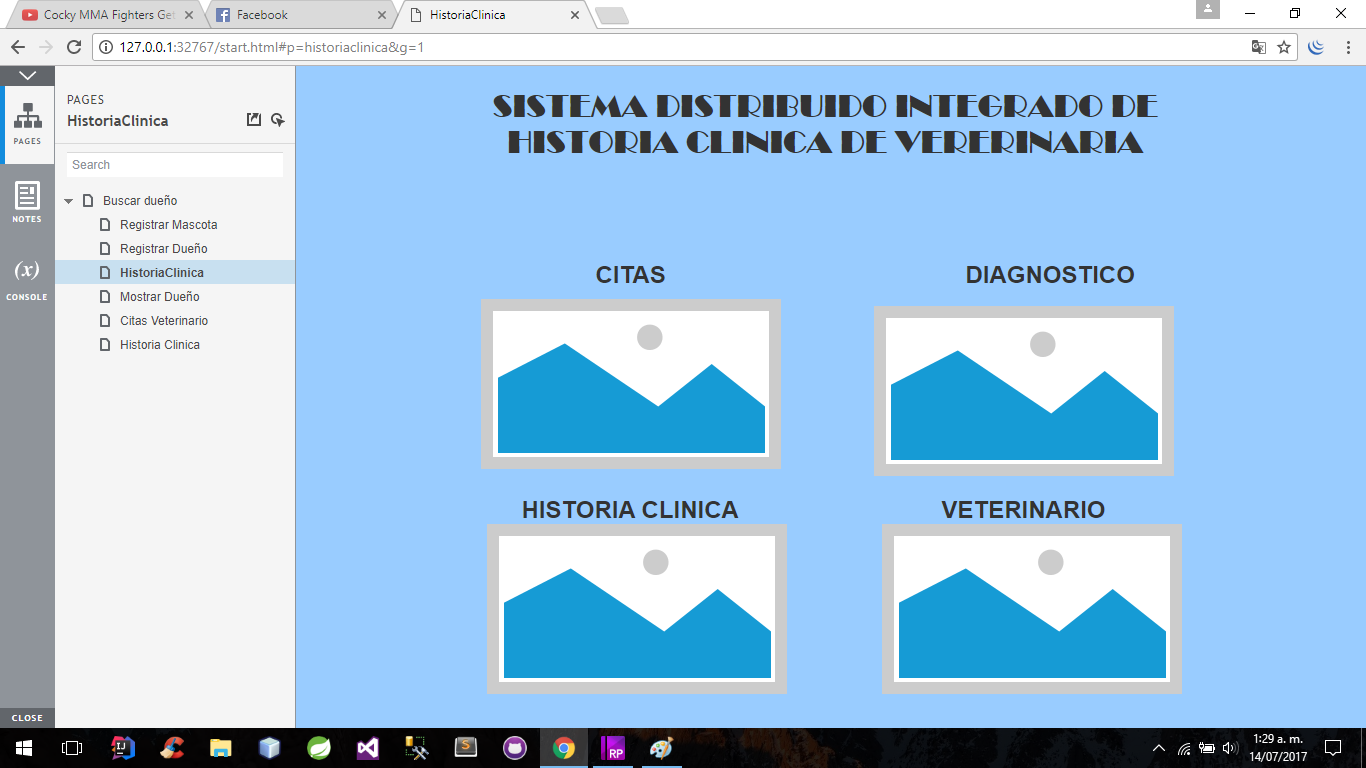 Cocky MMA Fighters Get
Facebook
HistoriaClinica
127.0.0.1:32767/start.html#p=historiaclinica&g=1
PAGES
HistoriaClinica
PAGES
Search
Buscar dueño
Registrar Mascota
Registrar Dueño
HistoriaClinica
Mostrar Dueño
Citas Veterinario
Historia Clinica
NOTES
(x)
CONSOLE
CLOSE
SISTEMA DISTRIBUIDO INTEGRADO DE
HISTORIA CLINICA DE VERERINARIA
CITAS
DIAGNOSTICO
HISTORIA CLINICA
VETERINARIO
IJ
S
RP
1:29 a. m.
14/07/2017